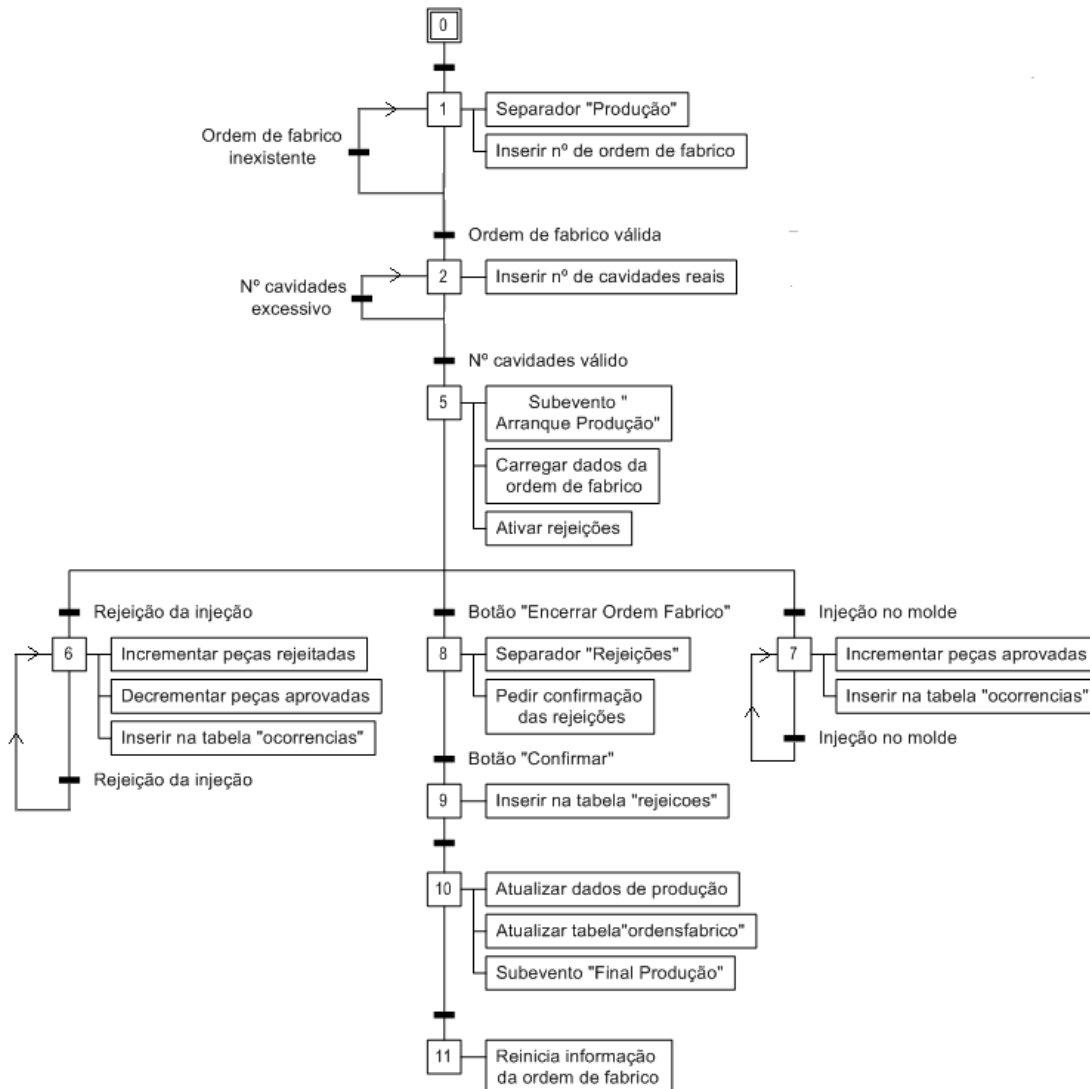 0
1
Separador "Produção"
Inserir nº de ordem de fabrico
Ordem de fabrico
inexistente
Ordem de fabrico válida
2
Inserir nº de cavidades reais
Nº cavidades
excessivo
Nº cavidades válido
5
Subevento "
Arranque Produção"
Carregar dados da
ordem de fabrico
Ativar rejeições
Rejeição da injeção
6
Incrementar peças rejeitadas
Decrementar peças aprovadas
Inserir na tabela "ocorrencias"
Rejeição da injeção
Botão "Encerrar Ordem Fabrico"
8
Separador "Rejeições"
Pedir confirmação
das rejeições
Botão "Confirmar"
9
Inserir na tabela "rejeicoes"
10
Atualizar dados de produção
Atualizar tabela"ordensfabrico"
Subevento "Final Produção"
11
Reinicia informação
da ordem de fabrico
Injeção no molde
7
Incrementar peças aprovadas
Inserir na tabela "ocorrencias"
Injeção no molde